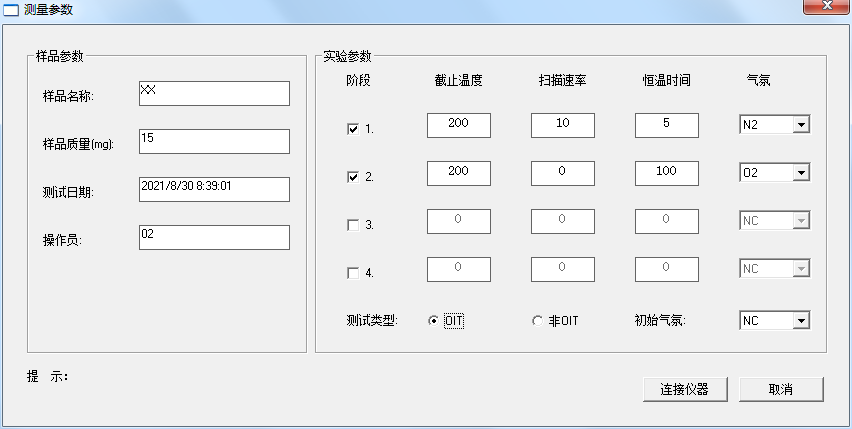 测量参数
样品参数
样品名称: XX
样品质量(mg): 15
测试日期: 2021/8/30 8:39:01
操作员: 02
实验参数
阶段 截止温度 扫描速率 恒温时间 气氛
1. 200 10 5 N2
2. 200 0 100 O2
3. 0 0 0 NC
4. 0 0 0 NC
测试类型: OIT 非OIT 初始气氛: NC
提 示:
连接仪器 取消